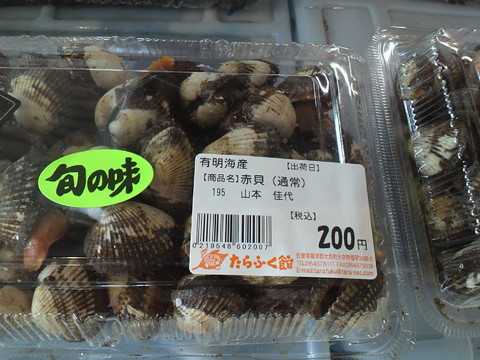 旬の味
有明海産 【出荷日】
【商品名】赤貝（通常）
195 山本 佳代
【税込】
200円
0219548602007
たらふく館